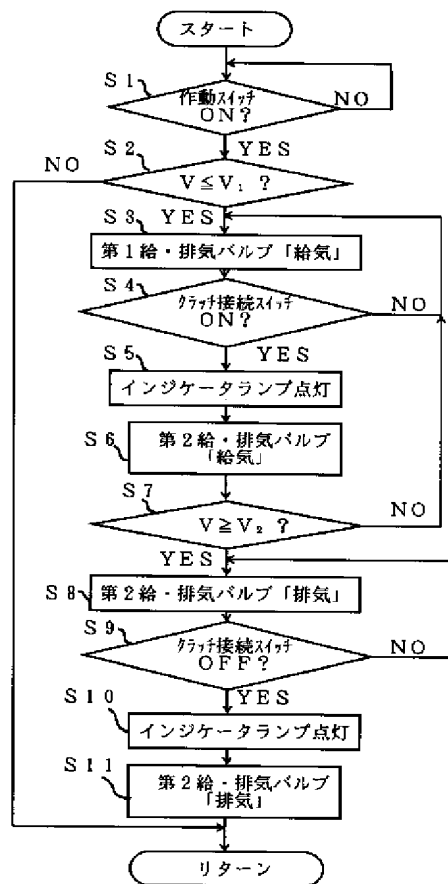 スタート
S1
作動スイッチ
ON?
NO
YES
S2
NO
V≦V₁ ?
YES
S3
第1給・排気バルブ「給気」
S4
クラッチ接続スイッチ
ON?
NO
YES
S5
インジケータランプ点灯
S6
第2給・排気バルブ
「給気」
S7
V≧V₂ ?
NO
YES
S8
第2給・排気バルブ「排気」
S9
クラッチ接続スイッチ
OFF?
NO
YES
S10
インジケータランプ点灯
S11
第2給・排気バルブ
「排気」
リターン